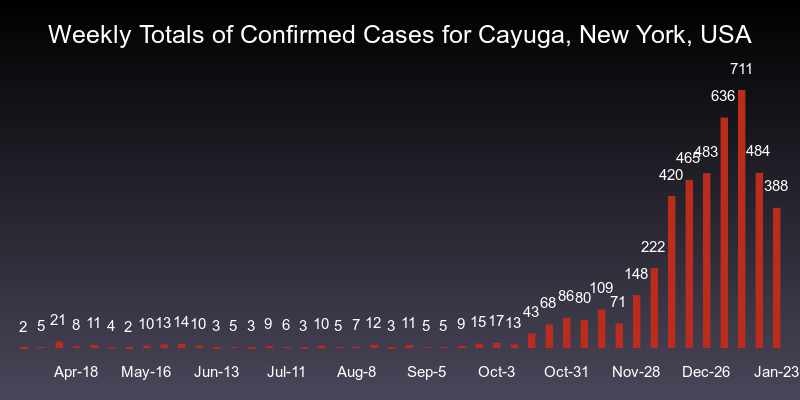 Weekly Totals of Confirmed Cases for Cayuga, New York, USA
2 5 21 8 11 4 2 10 13 14 10 3 5 3 9 6 3 10 5 7 12 3 11 5 5 9 15 17 13 43 68 86 80 109 71 148 222 420 465 483 636 711 484 388
Apr-18 May-16 Jun-13 Jul-11 Aug-8 Sep-5 Oct-3 Oct-31 Nov-28 Dec-26 Jan-23